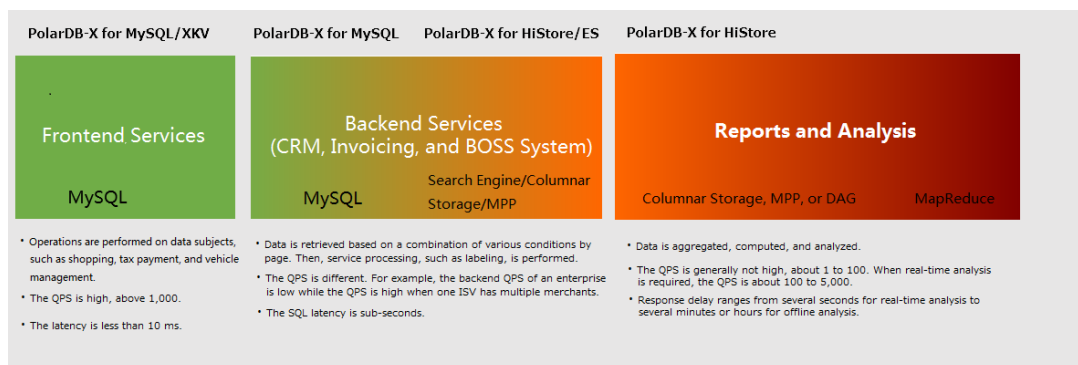 PolarDB-X for MySQL/XKV
PolarDB-X for MySQL
PolarDB-X for HiStore/ES
PolarDB-X for HiStore
Frontend Services
MySQL
Backend Services
(CRM, Invoicing, and BOSS System)
MySQL
Search Engine/Columnar
Storage/MPP
Reports and Analysis
Columnar Storage, MPP, or DAG
MapReduce
• Operations are performed on data subjects,
such as shopping, tax payment, and vehicle
management.
• The QPS is high, above 1,000.
• The latency is less than 10 ms.
• Data is retrieved based on a combination of various conditions by
page. Then, service processing, such as labeling, is performed.
• The QPS is different. For example, the backend QPS of an enterprise
is low while the QPS is high when one ISV has multiple merchants.
• The SQL latency is sub-seconds.
• Data is aggregated, computed, and analyzed.
• The QPS is generally not high, about 1 to 100. When real-time analysis
is required, the QPS is about 100 to 5,000.
• Response delay ranges from several seconds for real-time analysis to
several minutes or hours for offline analysis.